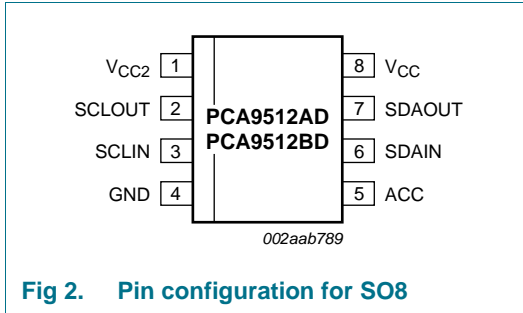 VCC2 1 8 VCC
SCLOUT 2 PCA9512AD 7 SDAOUT
SCLIN 3 PCA9512BD 6 SDAIN
GND 4 5 ACC
002aab789
Fig 2. Pin configuration for SO8